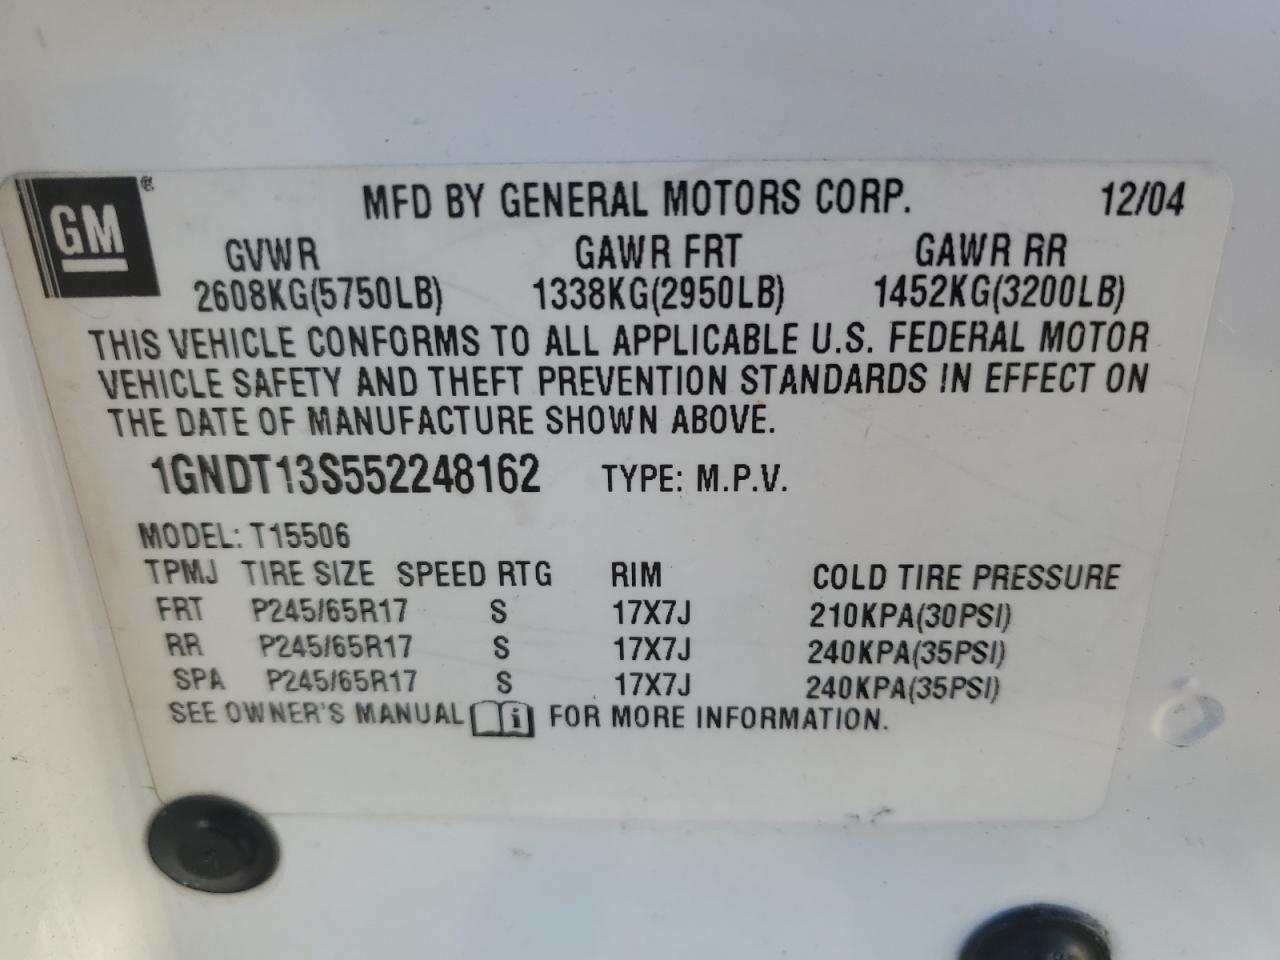 GM ® MFD BY GENERAL MOTORS CORP. 12/04
GVWR GAWR FRT GAWR RR
2608KG(5750LB) 1338KG(2950LB) 1452KG(3200LB)
THIS VEHICLE CONFORMS TO ALL APPLICABLE U.S. FEDERAL MOTOR
VEHICLE SAFETY AND THEFT PREVENTION STANDARDS IN EFFECT ON
THE DATE OF MANUFACTURE SHOWN ABOVE.
1GNDT13S552248162 TYPE: M.P.V.
MODEL: T15506
TPMJ TIRE SIZE SPEED RTG RIM COLD TIRE PRESSURE
FRT P245/65R17 S 17X7J 210KPA(30PSI)
RR P245/65R17 S 17X7J 240KPA(35PSI)
SPA P245/65R17 S 17X7J 240KPA(35PSI)
SEE OWNER'S MANUAL i FOR MORE INFORMATION.